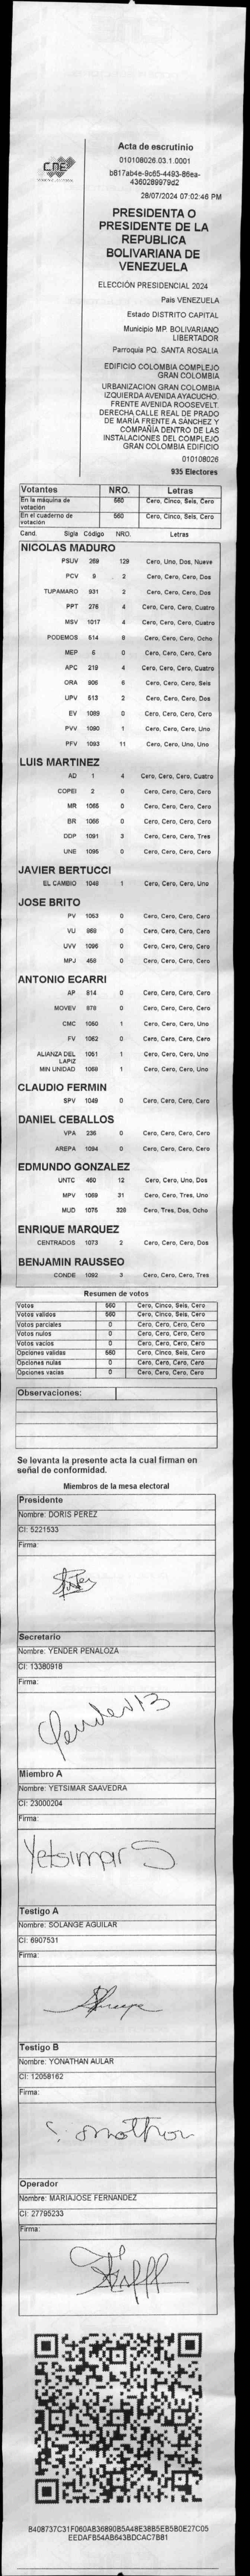 CNE
Acta de escrutinio
010108026.03.1.0001
b817ab4e-9c65-4493-86ea-
4360289979d2
28/07/2024 07:02:46 PM
PRESIDENTA O
PRESIDENTE DE LA
REPUBLICA
BOLIVARIANA DE
VENEZUELA
ELECCIÓN PRESIDENCIAL 2024
País VENEZUELA
Estado DISTRITO CAPITAL
Municipio MP. BOLIVARIANO
LIBERTADOR
Parroquia PQ. SANTA ROSALIA
EDIFICIO COLOMBIA COMPLEJO
GRAN COLOMBIA
URBANIZACION GRAN COLOMBIA
IZQUIERDA AVENIDA AYACUCHO.
FRENTE AVENIDA ROOSEVELT.
DERECHA CALLE REAL DE PRADO
DE MARIA FRENTE A SANCHEZ Y
COMPAÑIA DENTRO DE LAS
INSTALACIONES DEL COMPLEJO
GRAN COLOMBIA EDIFICIO
010108026
935 Electores
Votantes NRO. Letras
En la máquina de votación 560 Cero, Cinco, Seis, Cero
En el cuaderno de votación 560 Cero, Cinco, Seis, Cero
Cand. Sigla Código NRO. Letras
NICOLAS MADURO
PSUV 269 129 Cero, Uno, Dos, Nueve
PCV 9 2 Cero, Cero, Cero, Dos
TUPAMARO 931 2 Cero, Cero, Cero, Dos
PPT 276 4 Cero, Cero, Cero, Cuatro
MSV 1017 4 Cero, Cero, Cero, Cuatro
PODEMOS 514 8 Cero, Cero, Cero, Ocho
MEP 6 0 Cero, Cero, Cero, Cero
APC 219 4 Cero, Cero, Cero, Cuatro
ORA 906 6 Cero, Cero, Cero, Seis
UPV 513 2 Cero, Cero, Cero, Dos
EV 1089 0 Cero, Cero, Cero, Cero
PVV 1090 1 Cero, Cero, Cero, Uno
PFV 1093 11 Cero, Cero, Uno, Uno
LUIS MARTINEZ
AD 1 4 Cero, Cero, Cero, Cuatro
COPEI 2 0 Cero, Cero, Cero, Cero
MR 1065 0 Cero, Cero, Cero, Cero
BR 1066 0 Cero, Cero, Cero, Cero
DDP 1091 3 Cero, Cero, Cero, Tres
UNE 1095 0 Cero, Cero, Cero, Cero
JAVIER BERTUCCI
EL CAMBIO 1048 1 Cero, Cero, Cero, Uno
JOSE BRITO
PV 1053 0 Cero, Cero, Cero, Cero
VU 868 0 Cero, Cero, Cero, Cero
UVV 1096 0 Cero, Cero, Cero, Cero
MPJ 458 0 Cero, Cero, Cero, Cero
ANTONIO ECARRI
AP 814 0 Cero, Cero, Cero, Cero
MOVEV 878 0 Cero, Cero, Cero, Cero
CMC 1050 1 Cero, Cero, Cero, Uno
FV 1062 0 Cero, Cero, Cero, Cero
ALIANZA DEL LAPIZ 1061 1 Cero, Cero, Cero, Uno
MIN UNIDAD 1069 1 Cero, Cero, Cero, Uno
CLAUDIO FERMIN
SPV 1049 0 Cero, Cero, Cero, Cero
DANIEL CEBALLOS
VPA 236 0 Cero, Cero, Cero, Cero
AREPA 1094 0 Cero, Cero, Cero, Cero
EDMUNDO GONZALEZ
UNTC 460 12 Cero, Cero, Uno, Dos
MPV 1069 31 Cero, Cero, Tres, Uno
MUD 1075 328 Cero, Tres, Dos, Ocho
ENRIQUE MARQUEZ
CENTRADOS 1073 2 Cero, Cero, Cero, Dos
BENJAMIN RAUSSEO
CONDE 1092 3 Cero, Cero, Cero, Tres
Resumen de votos
Votos 560 Cero, Cinco, Seis, Cero
Votos validos 560 Cero, Cinco, Seis, Cero
Votos parciales 0 Cero, Cero, Cero, Cero
Votos nulos 0 Cero, Cero, Cero, Cero
Votos vacios 0 Cero, Cero, Cero, Cero
Opciones validas 560 Cero, Cinco, Seis, Cero
Opciones nulas 0 Cero, Cero, Cero, Cero
Opciones vacias 0 Cero, Cero, Cero, Cero
Observaciones:
Se levanta la presente acta la cual firman en
señal de conformidad.
Miembros de la mesa electoral
Presidente
Nombre: DORIS PEREZ
CI: 5221533
Firma:
Secretario
Nombre: YENDER PENALOZA
CI: 13380918
Firma:
Yender13
Miembro A
Nombre: YETSIMAR SAAVEDRA
CI: 23000204
Firma:
Yetsimar S
Testigo A
Nombre: SOLANGE AGUILAR
CI: 6907531
Firma:
Testigo B
Nombre: YONATHAN AULAR
CI: 12058162
Firma:
Operador
Nombre: MARIAJOSE FERNANDEZ
CI: 27795233
Firma:
B408737C31F060AB36890B5A48E38B5EB5B0E27C05
EEDAFB54AB643BDCAC7B81